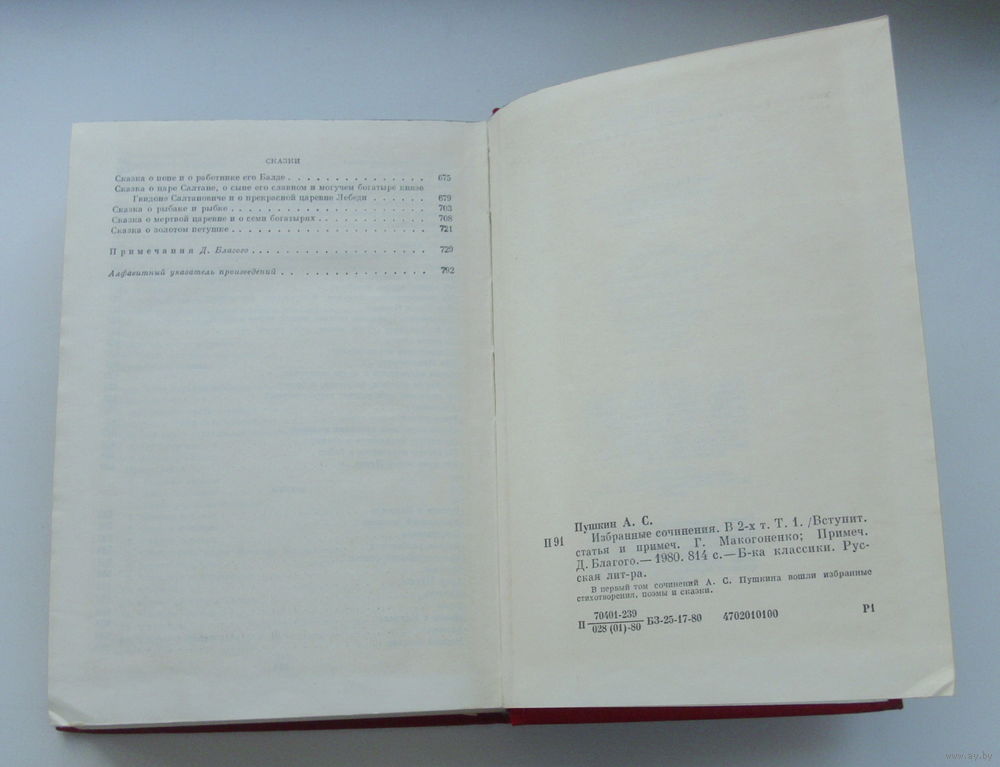 СКАЗКИ
Сказка о попе и о работнике его Балде . . . . . . . . . . . . . . . 675
Сказка о царе Салтане, о сыне его славном и могучем богатыре князе
Гвидоне Салтановиче и о прекрасной царевне Лебеди . . . . . . 679
Сказка о рыбаке и рыбке . . . . . . . . . . . . . . . . . . . . 703
Сказка о мертвой царевне и о семи богатырях . . . . . . . . . . . 708
Сказка о золотом петушке . . . . . . . . . . . . . . . . . . . . 721
Примечания Д. Благого . . . . . . . . . . . . . . . . . . 729
Алфавитный указатель произведений . . . . . . . . . . . . . . . 792
Пушкин А. С.
П 91 Избранные сочинения. В 2-х т. Т. 1. /Вступит.
статья и примеч. Г. Макогоненко; Примеч.
Д. Благого.— 1980. 814 с.— Б-ка классики. Рус-
ская лит-ра.
В первый том сочинений А. С. Пушкина вошли избранные
стихотворения, поэмы и сказки.
П 70401-239 / 028 (01)-80 БЗ-25-17-80 4702010100 Р1
www.ay.by